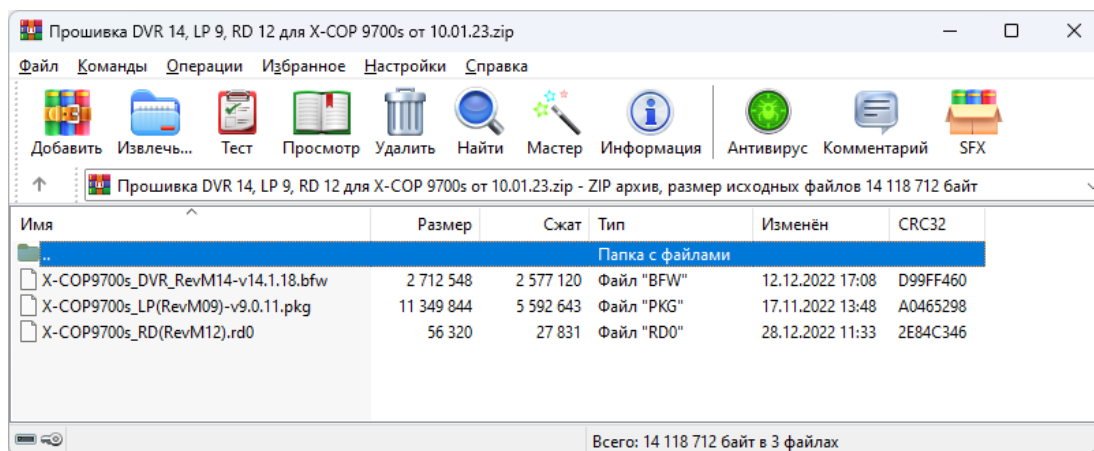 Прошивка DVR 14, LP 9, RD 12 для X-COP 9700s от 10.01.23.zip
Файл Команды Операции Избранное Настройки Справка
Добавить Извлечь... Тест Просмотр Удалить Найти Мастер Информация Антивирус Комментарий SFX
Прошивка DVR 14, LP 9, RD 12 для X-COP 9700s от 10.01.23.zip - ZIP архив, размер исходных файлов 14 118 712 байт
Имя Размер Сжат Тип Изменён CRC32
.. Папка с файлами
X-COP9700s_DVR_RevM14-v14.1.18.bfw 2 712 548 2 577 120 Файл "BFW" 12.12.2022 17:08 D99FF460
X-COP9700s_LP(RevM09)-v9.0.11.pkg 11 349 844 5 592 643 Файл "PKG" 17.11.2022 13:48 A0465298
X-COP9700s_RD(RevM12).rd0 56 320 27 831 Файл "RD0" 28.12.2022 11:33 2E84C346
Всего: 14 118 712 байт в 3 файлах